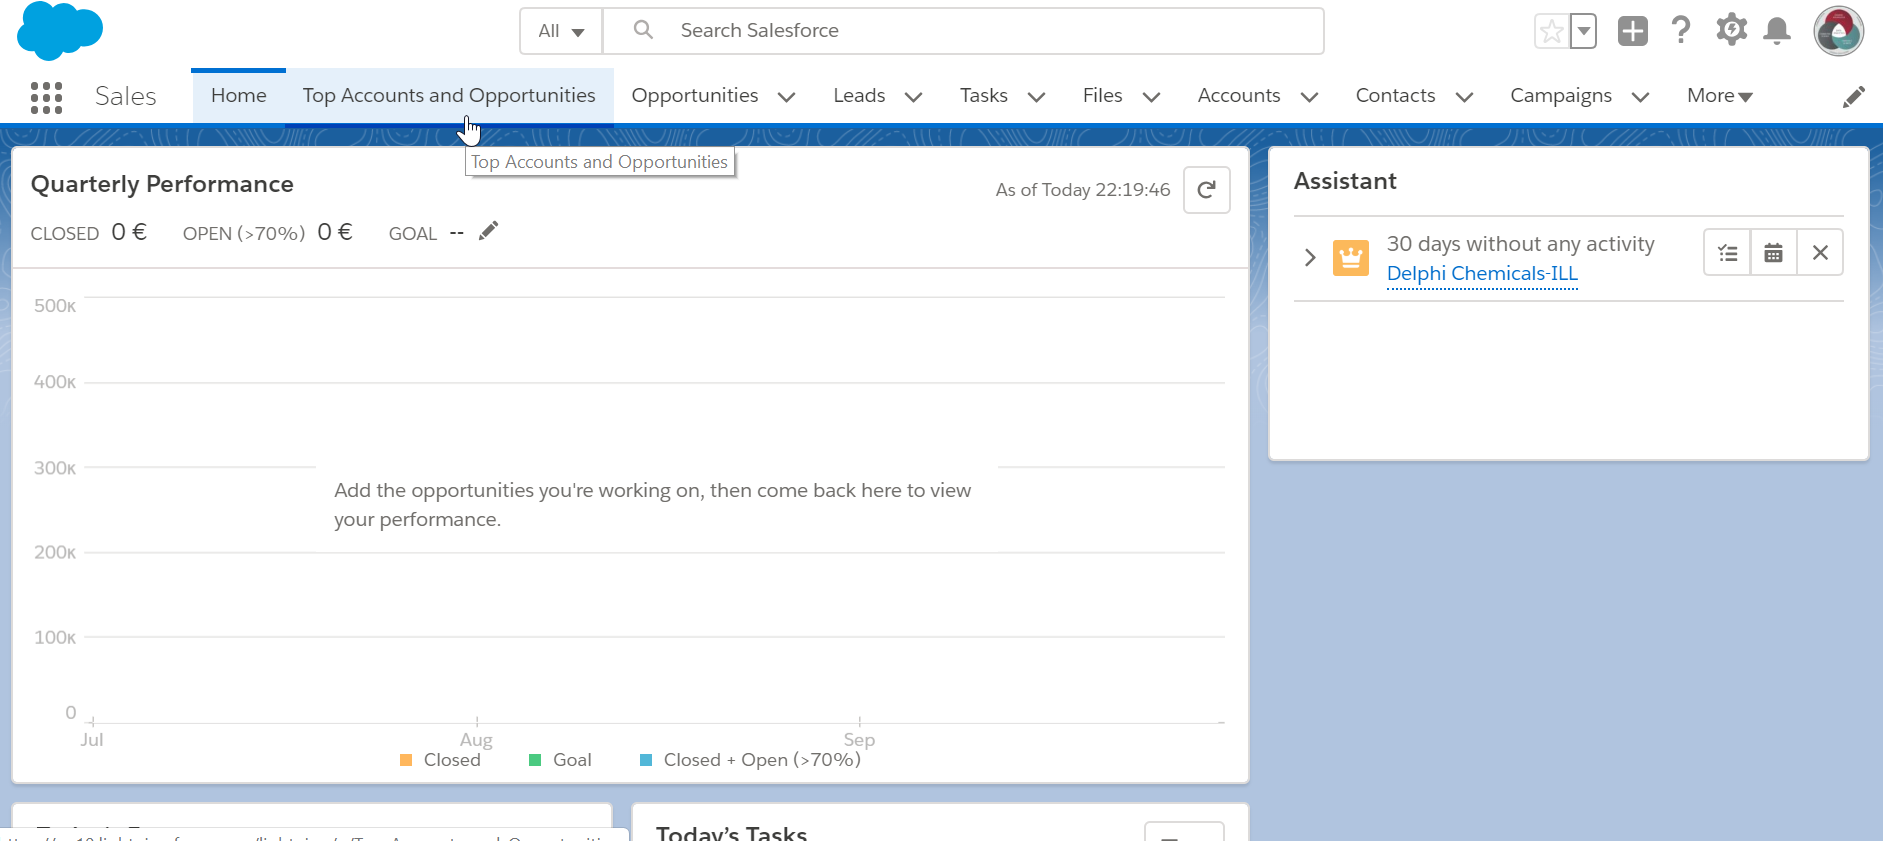 All
Search Salesforce
Sales
Home
Top Accounts and Opportunities
Opportunities
Leads
Tasks
Files
Accounts
Contacts
Campaigns
More
Top Accounts and Opportunities
Quarterly Performance
As of Today 22:19:46
CLOSED 0 € OPEN (>70%) 0 € GOAL --
500K
400K
300K
200K
100K
0
Add the opportunities you're working on, then come back here to view
your performance.
Jul
Aug
Sep
Closed
Goal
Closed + Open (>70%)
Assistant
30 days without any activity
Delphi Chemicals-ILL
Today's Tasks